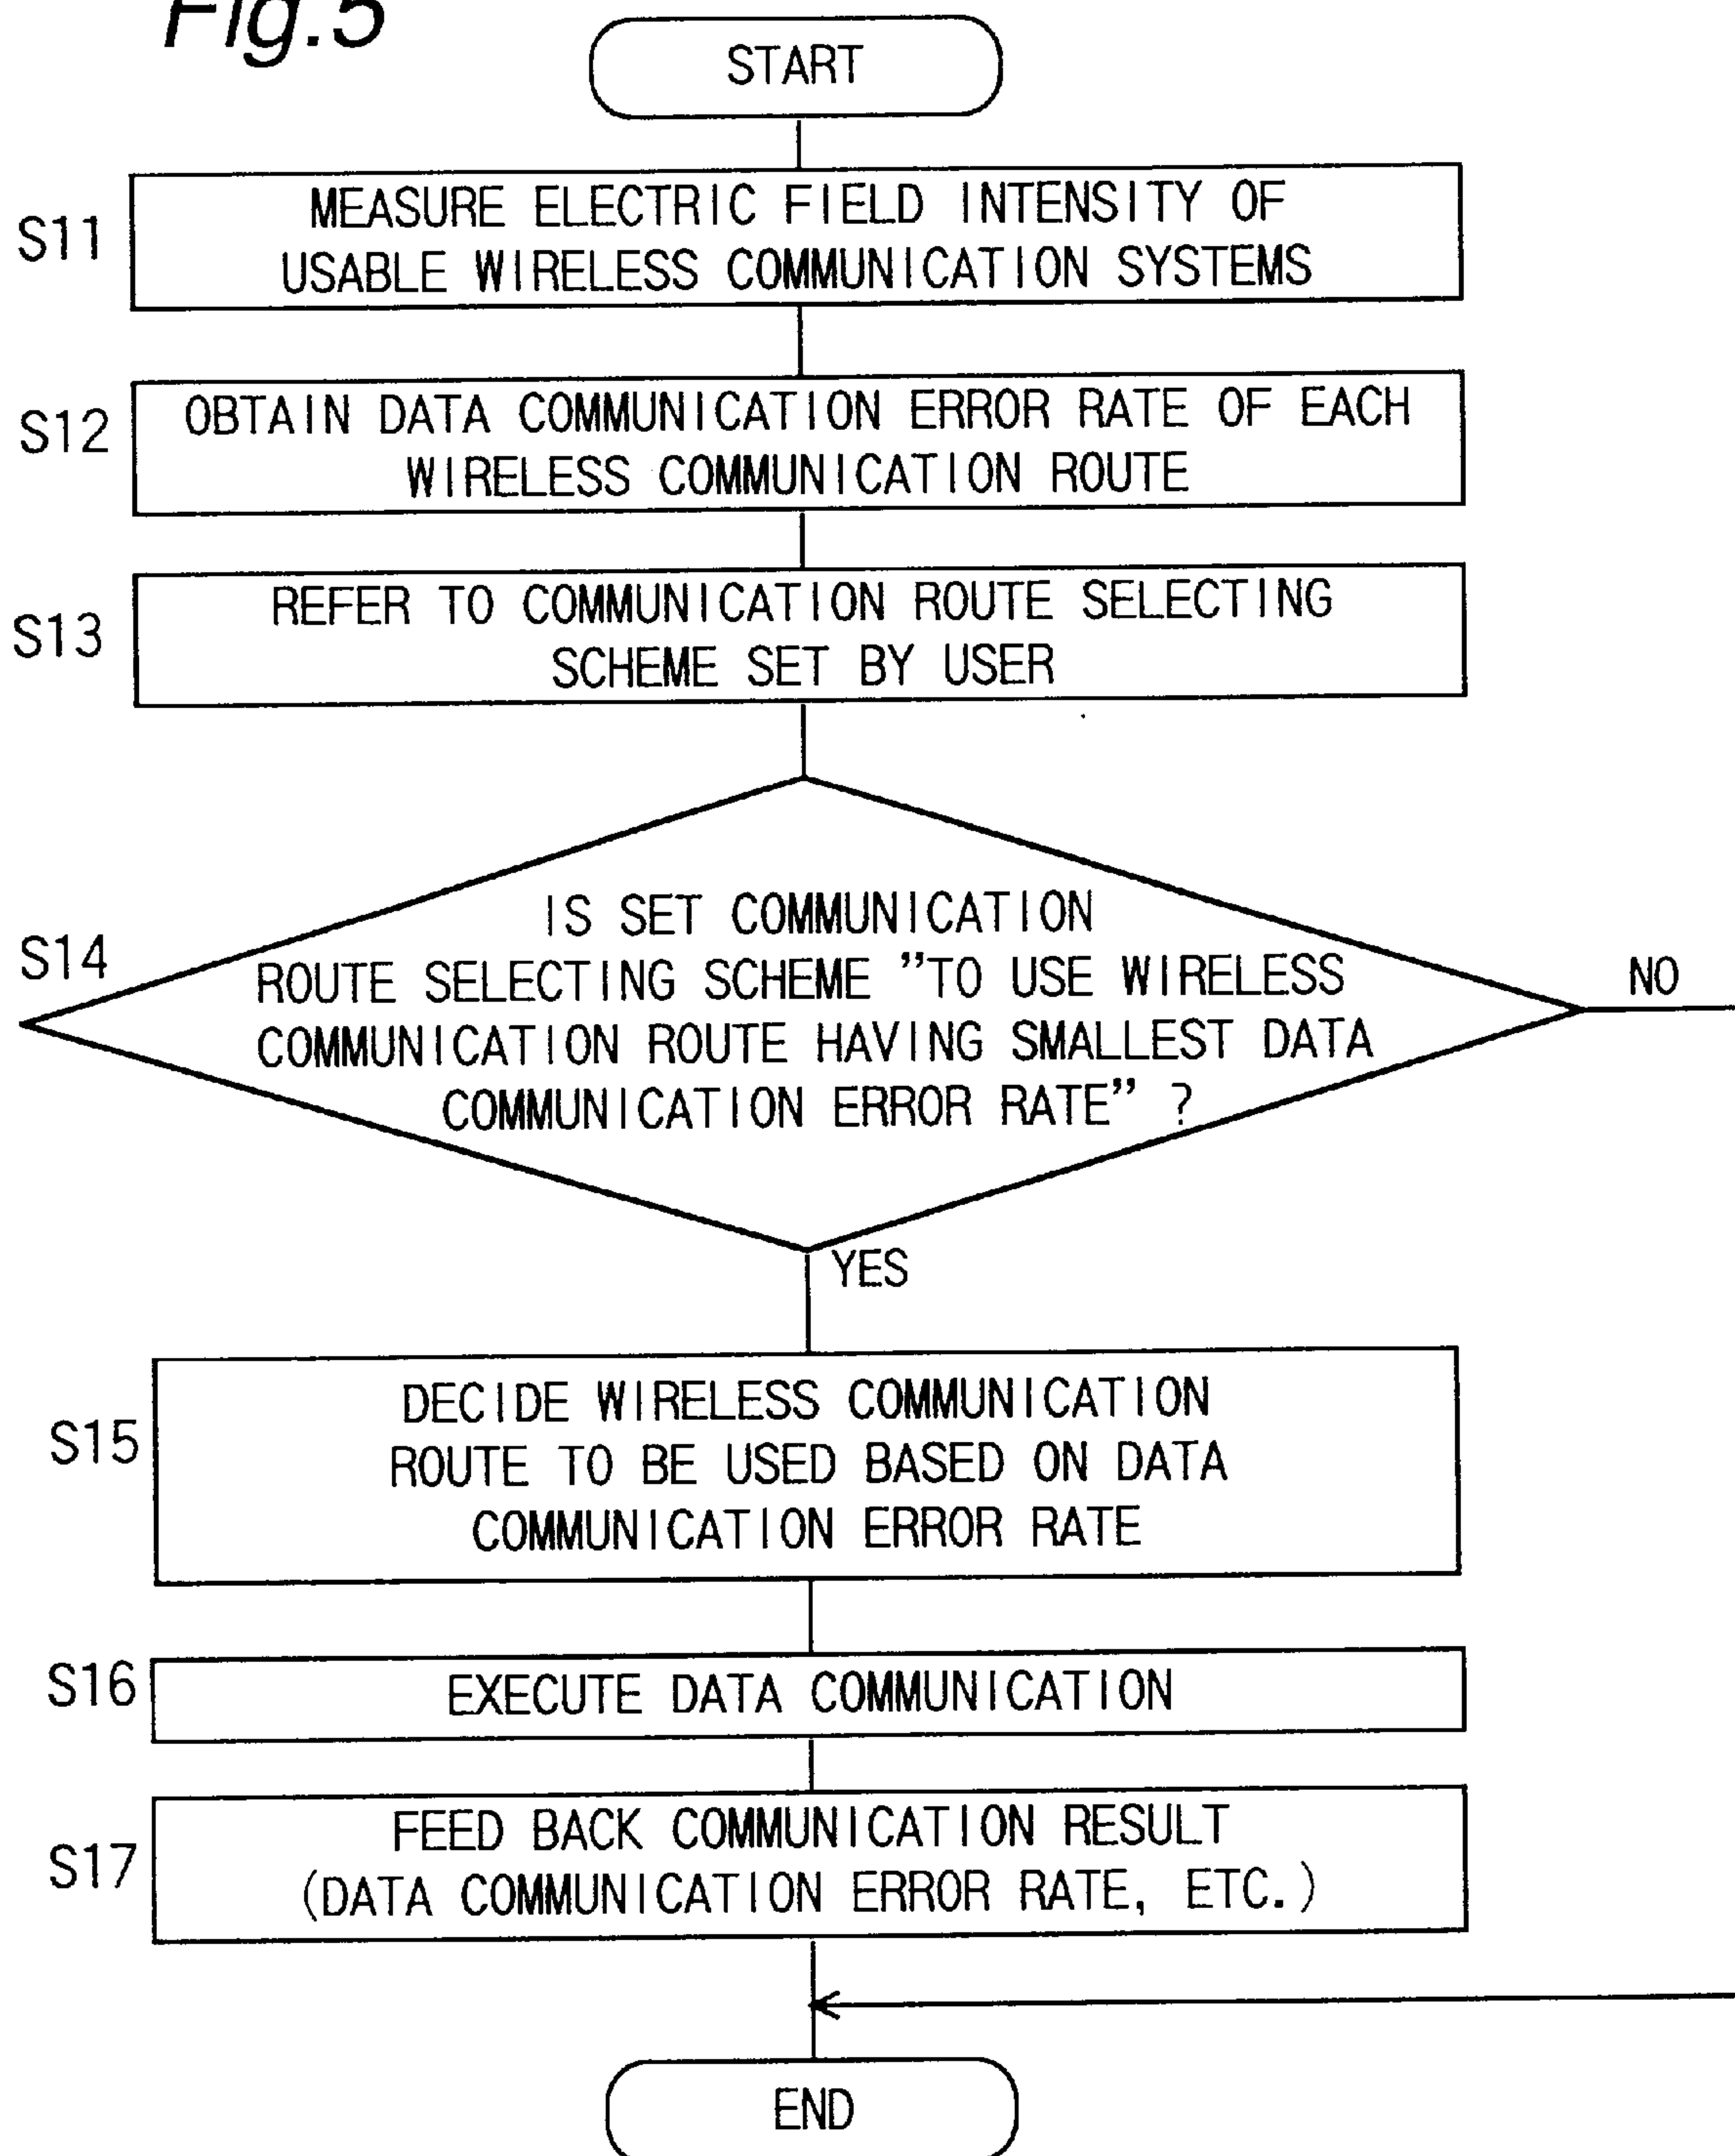 Fig.5
START
S11
MEASURE ELECTRIC FIELD INTENSITY OF
USABLE WIRELESS COMMUNICATION SYSTEMS
S12
OBTAIN DATA COMMUNICATION ERROR RATE OF EACH
WIRELESS COMMUNICATION ROUTE
S13
REFER TO COMMUNICATION ROUTE SELECTING
SCHEME SET BY USER
S14
IS SET COMMUNICATION
ROUTE SELECTING SCHEME ”TO USE WIRELESS
COMMUNICATION ROUTE HAVING SMALLEST DATA
COMMUNICATION ERROR RATE” ?
NO
YES
S15
DECIDE WIRELESS COMMUNICATION
ROUTE TO BE USED BASED ON DATA
COMMUNICATION ERROR RATE
S16
EXECUTE DATA COMMUNICATION
S17
FEED BACK COMMUNICATION RESULT
(DATA COMMUNICATION ERROR RATE, ETC.)
END